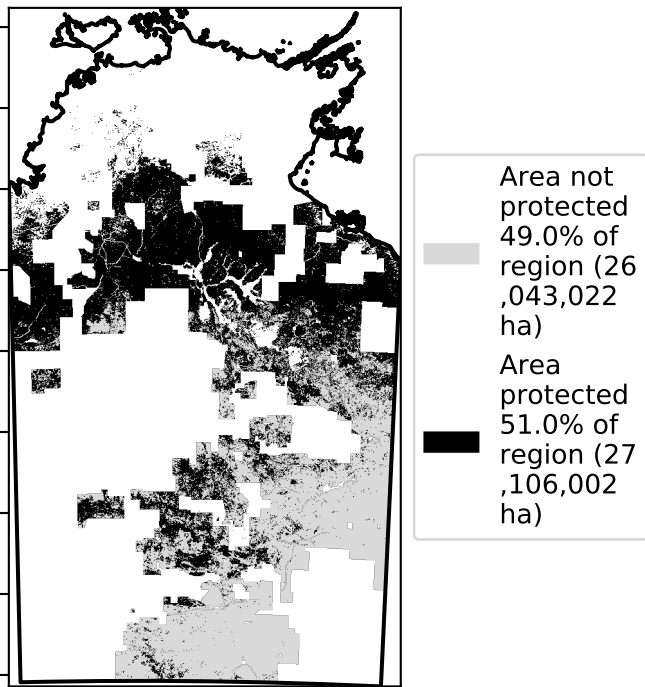 Area not
protected
49.0% of
region (26
,043,022
ha)
Area
protected
51.0% of
region (27
,106,002
ha)